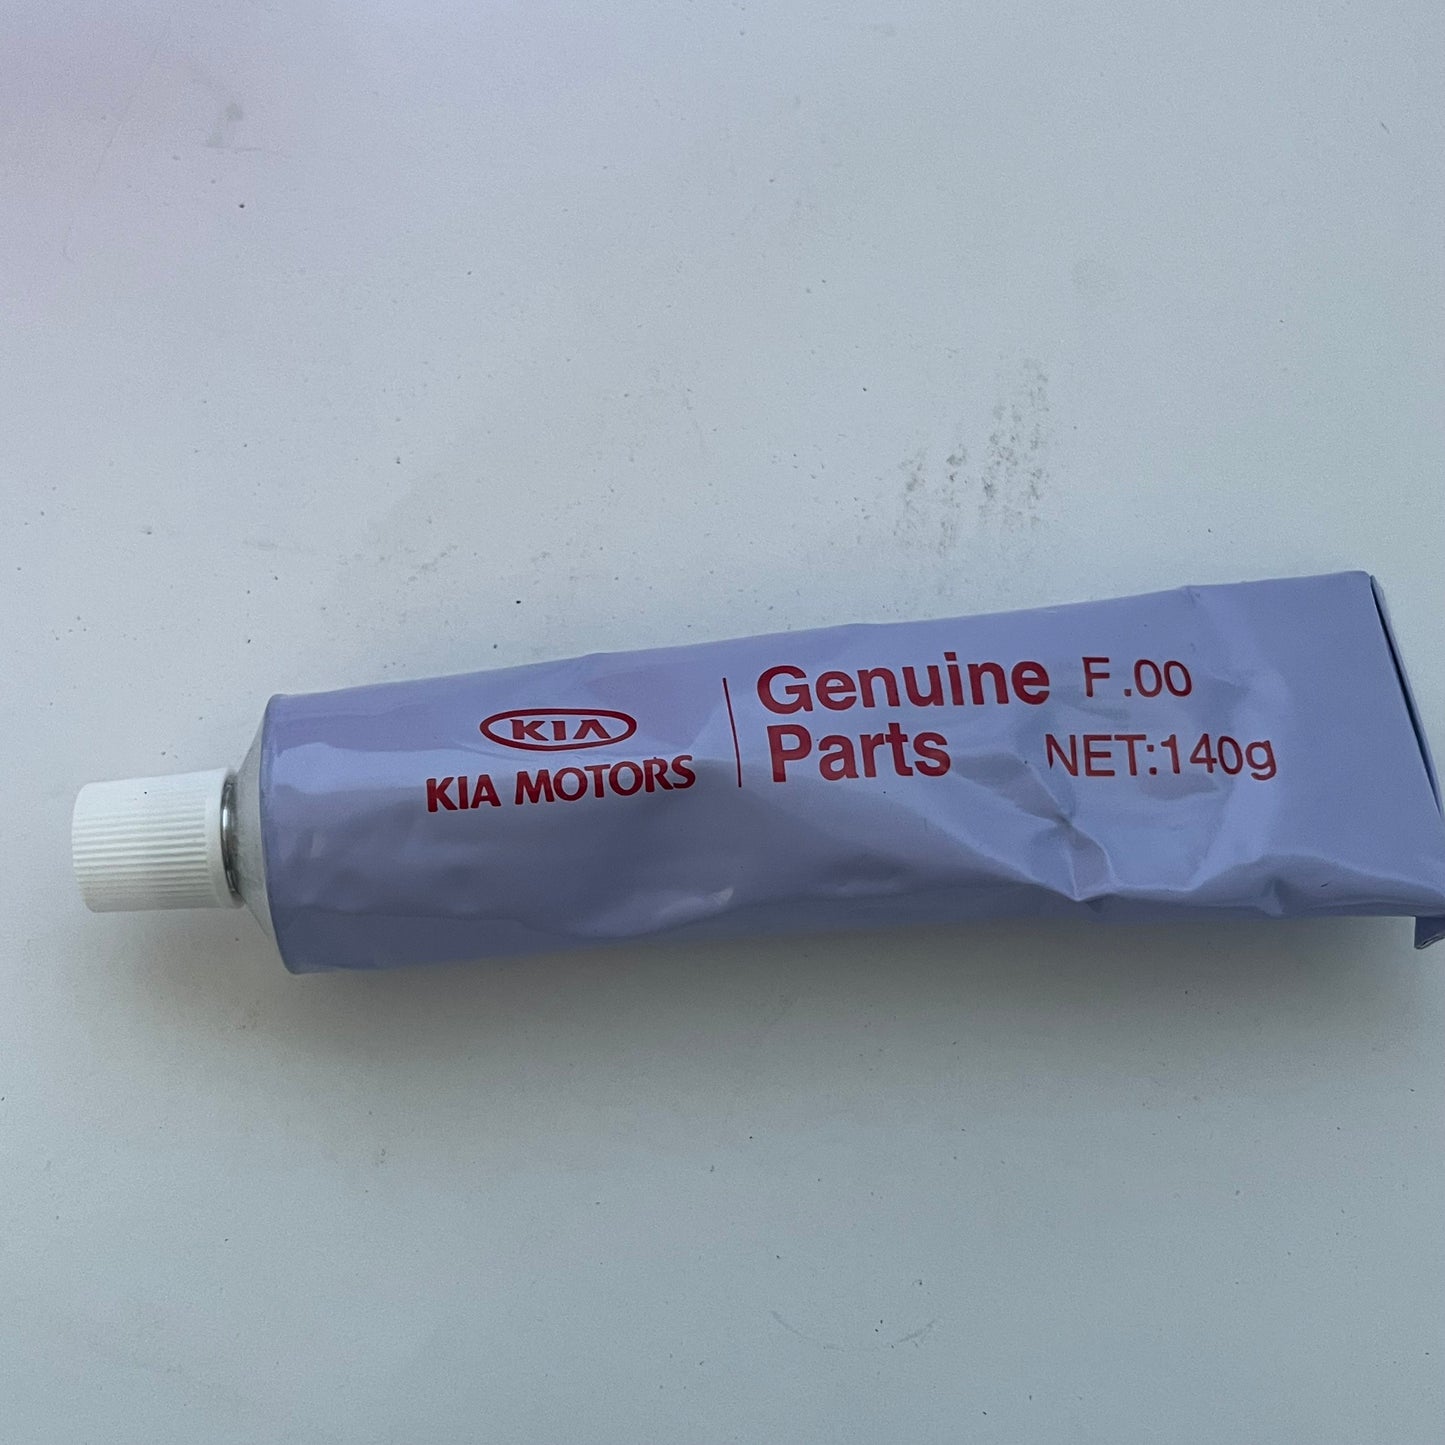 KIA
KIA MOTORS
Genuine
Parts
F.00
NET:140g